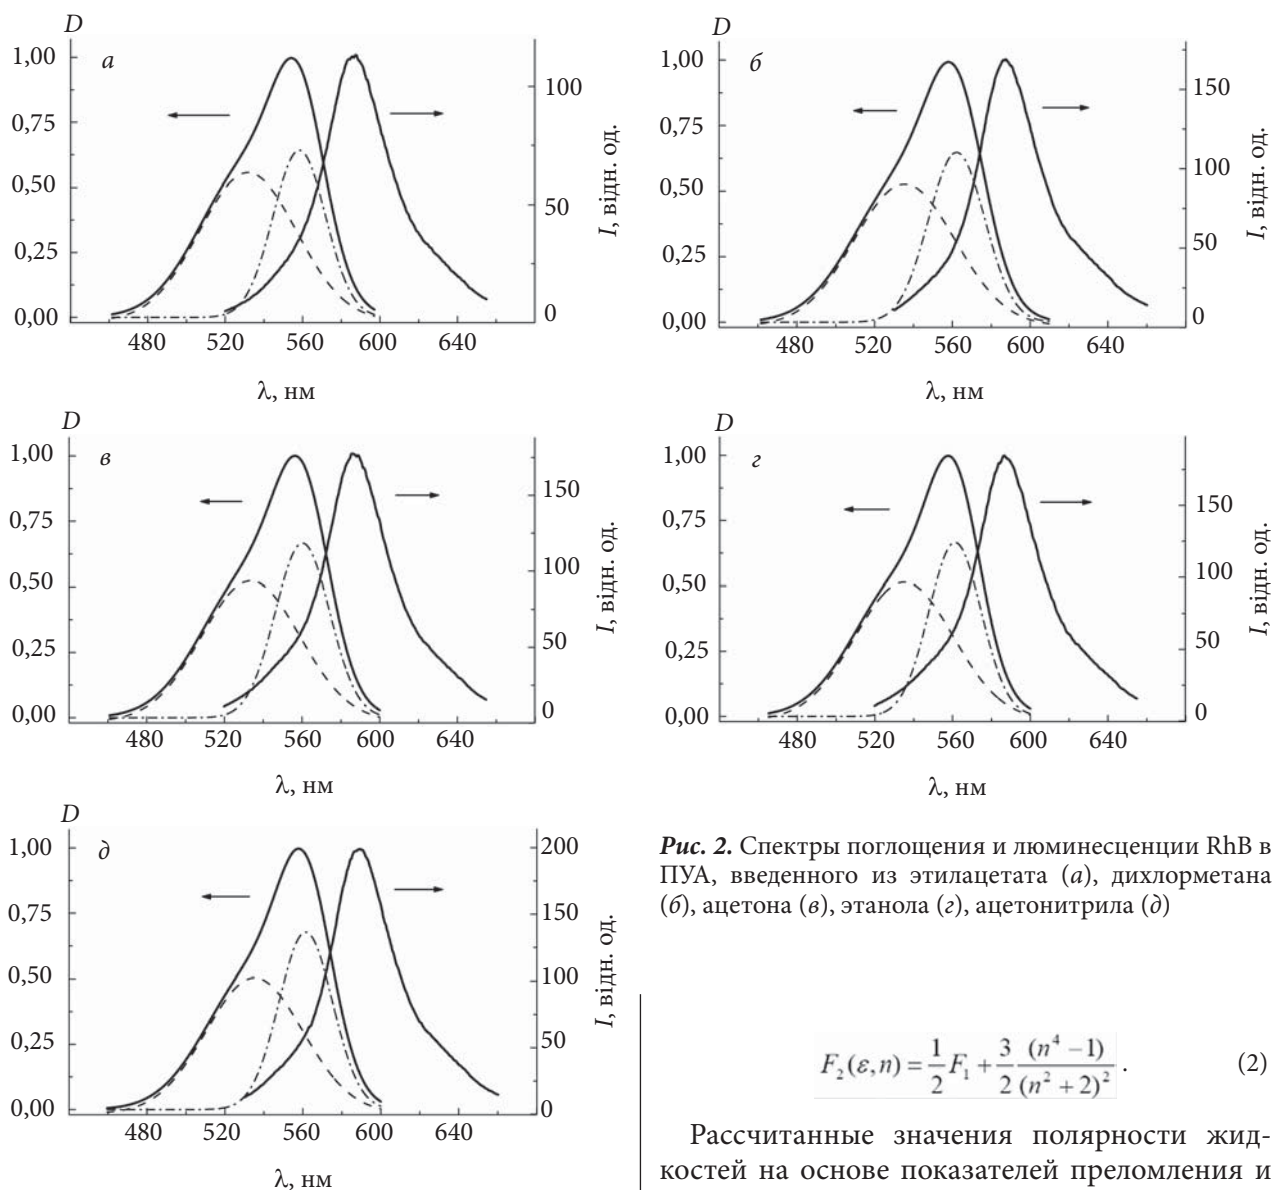 D
1,00
0,75
0,50
0,25
0,00
а
100
50
0
I, відн. од.
480 520 560 600 640
λ, нм
D
1,00
0,75
0,50
0,25
0,00
б
150
100
50
0
I, відн. од.
480 520 560 600 640
λ, нм
D
1,00
0,75
0,50
0,25
0,00
в
150
100
50
0
I, відн. од.
480 520 560 600 640
λ, нм
D
1,00
0,75
0,50
0,25
0,00
г
150
100
50
0
I, відн. од.
480 520 560 600 640
λ, нм
D
1,00
0,75
0,50
0,25
0,00
д
200
150
100
50
0
I, відн. од.
480 520 560 600 640
λ, нм
Рис. 2. Спектры поглощения и люминесценции RhB в
ПУА, введенного из этилацетата (а), дихлорметана
(б), ацетона (в), этанола (г), ацетонитрила (д)
F₂(ε,n) = 1/2 F₁ + 3/2 (n⁴ −1)/(n² +2)² . (2)
Рассчитанные значения полярности жид-
костей на основе показателей преломления и